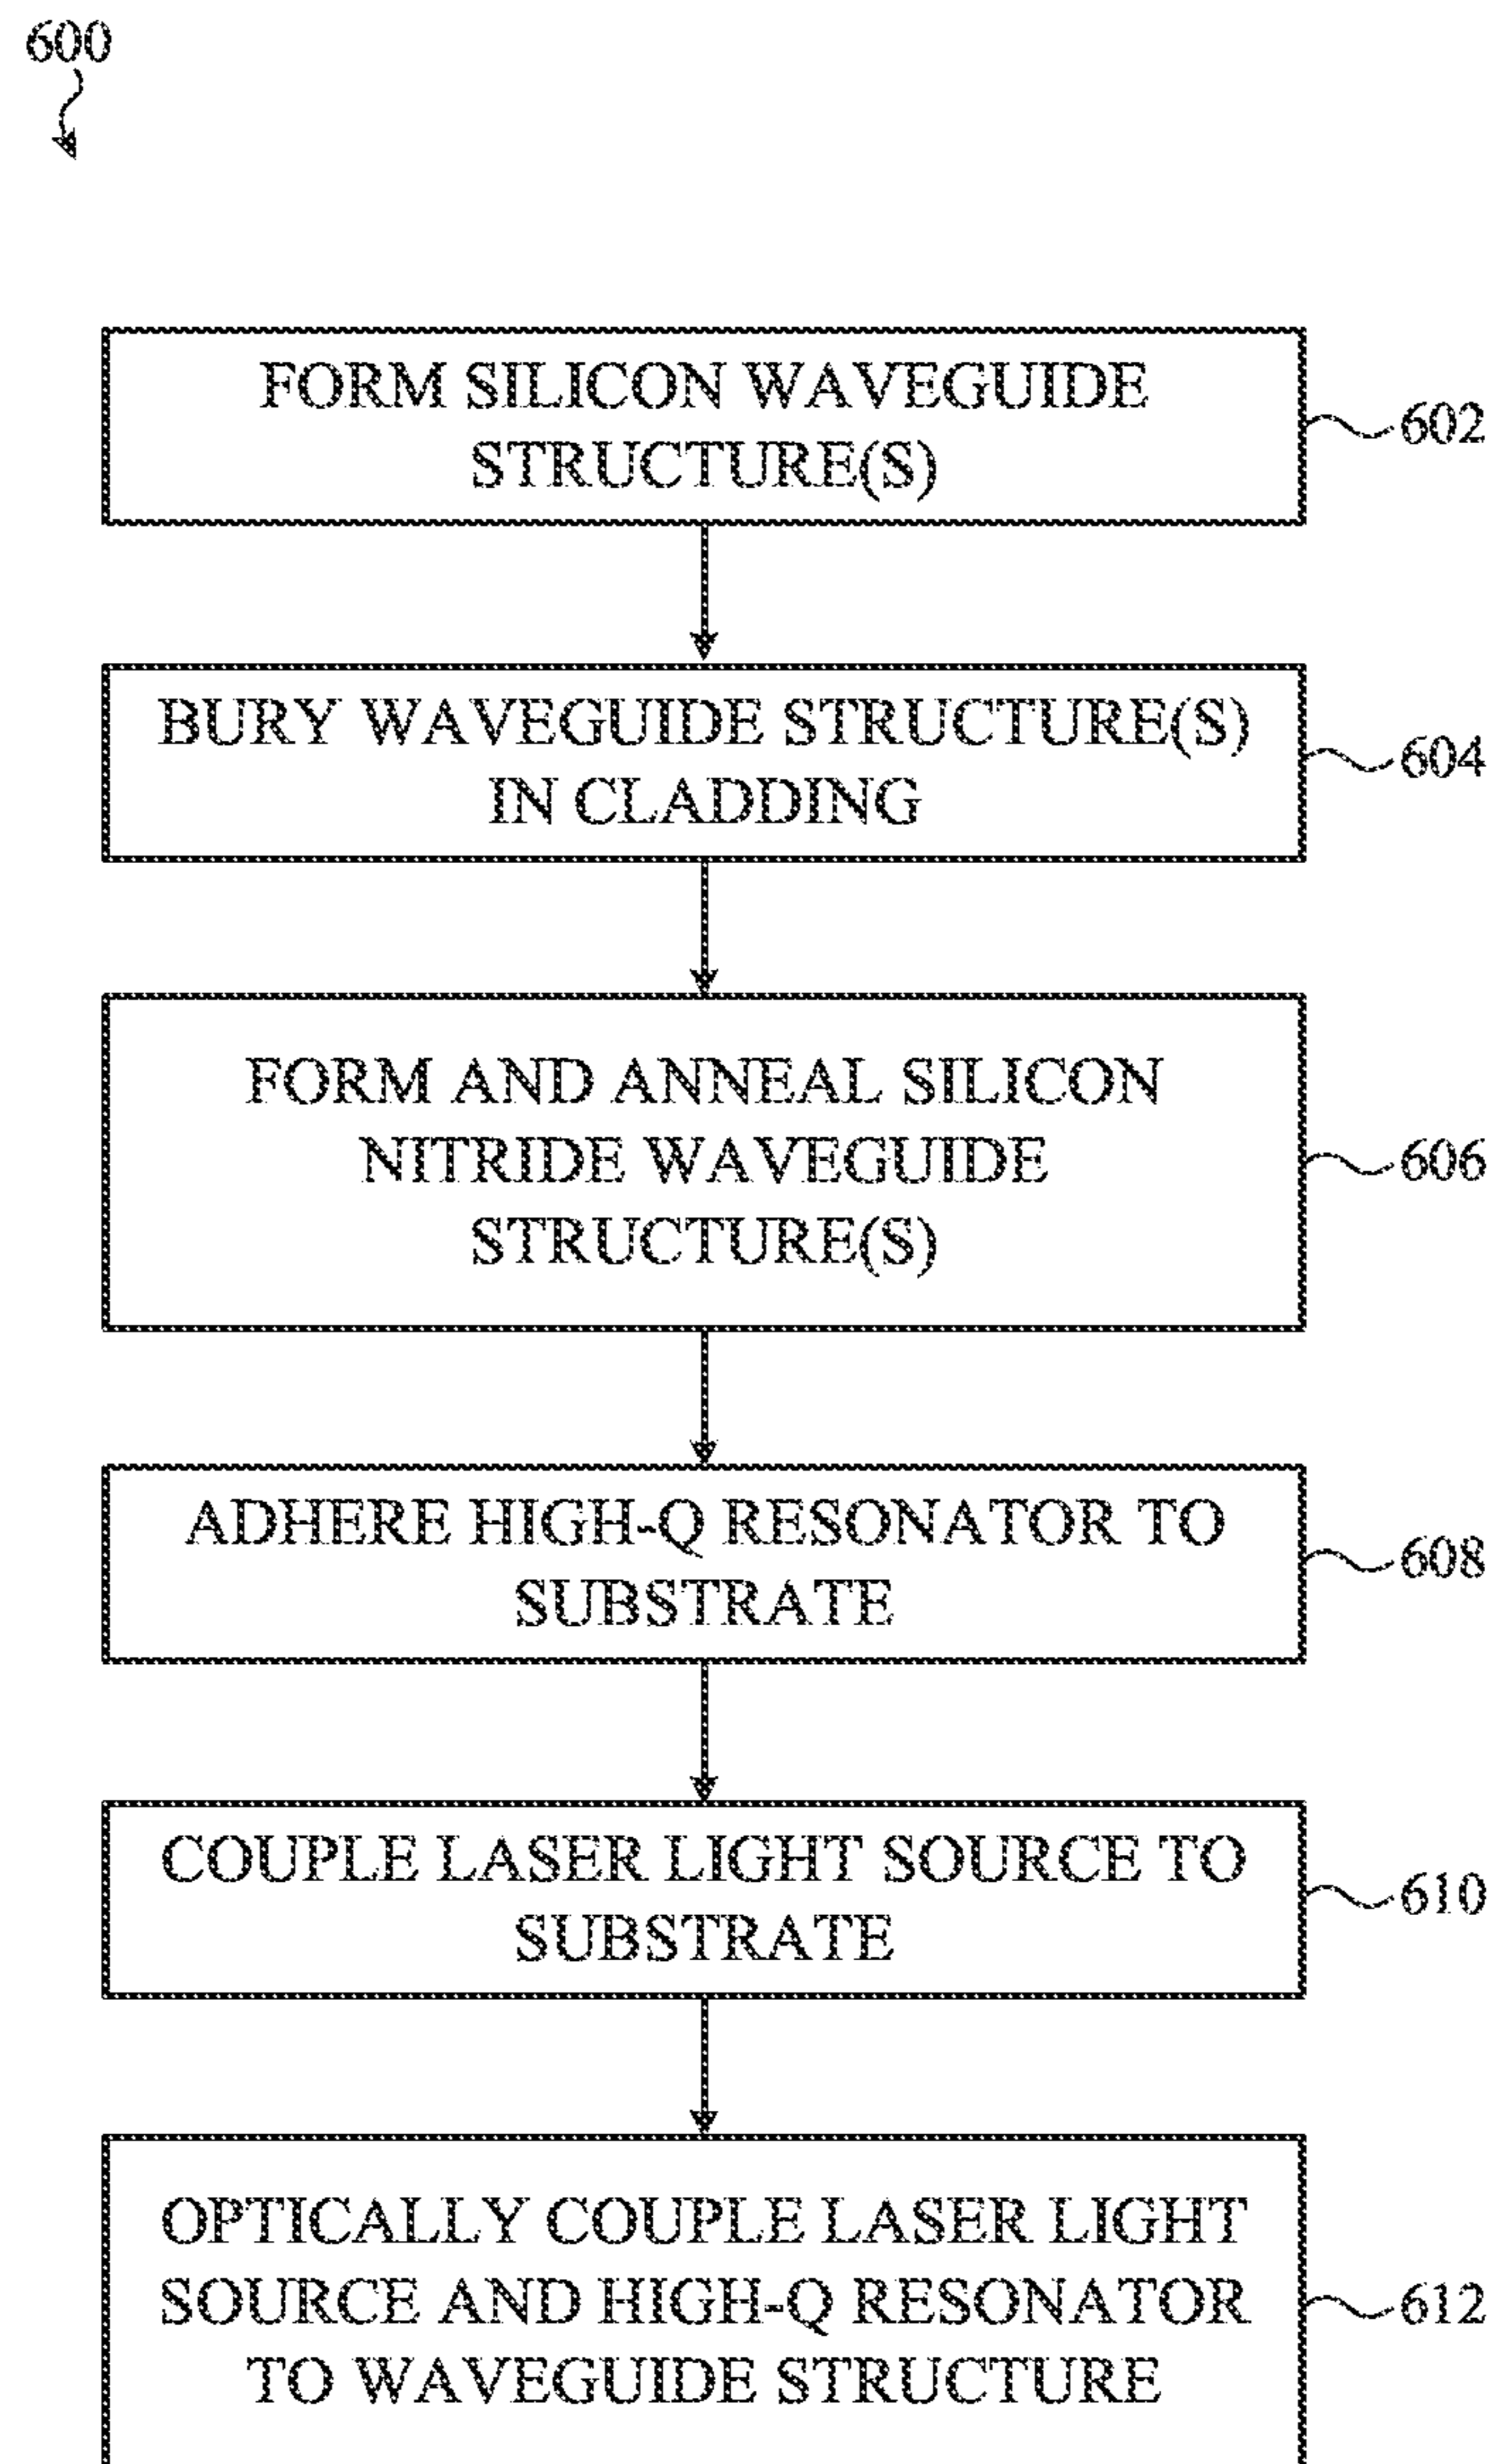 600
FORM SILICON WAVEGUIDE
STRUCTURE(S)
602
BURY WAVEGUIDE STRUCTURE(S)
IN CLADDING
604
FORM AND ANNEAL SILICON
NITRIDE WAVEGUIDE
STRUCTURE(S)
606
ADHERE HIGH-Q RESONATOR TO
SUBSTRATE
608
COUPLE LASER LIGHT SOURCE TO
SUBSTRATE
610
OPTICALLY COUPLE LASER LIGHT
SOURCE AND HIGH-Q RESONATOR
TO WAVEGUIDE STRUCTURE
612